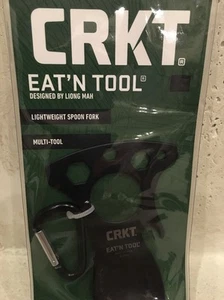 CRKT®
EAT'N TOOL®
DESIGNED BY LIONG MAH
LIGHTWEIGHT SPOON FORK
MULTI-TOOL
CRKT
EAT'N TOOL